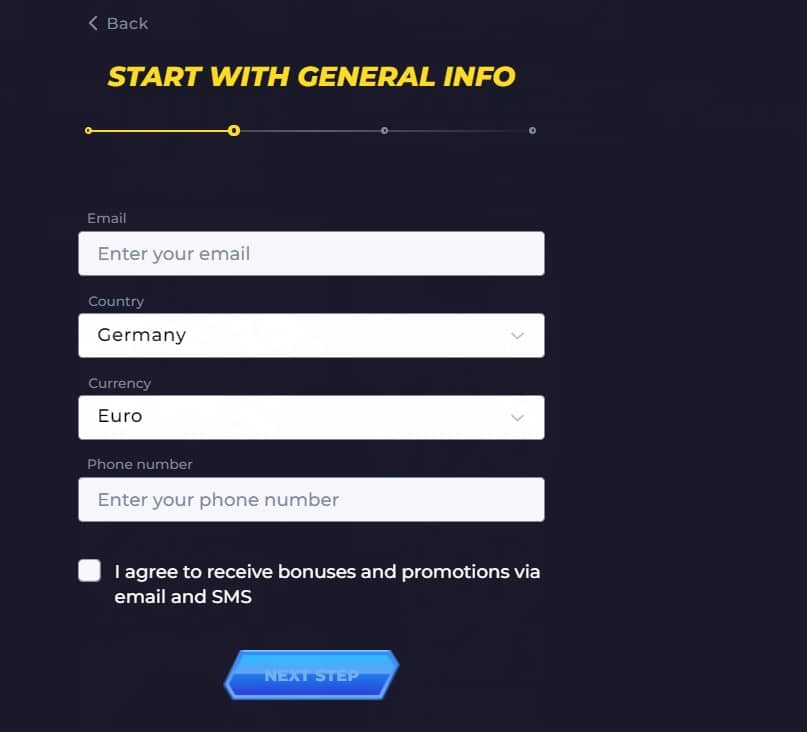 Back
START WITH GENERAL INFO
Email
Enter your email
Country
Germany
Currency
Euro
Phone number
Enter your phone number
I agree to receive bonuses and promotions via
email and SMS
NEXT STEP